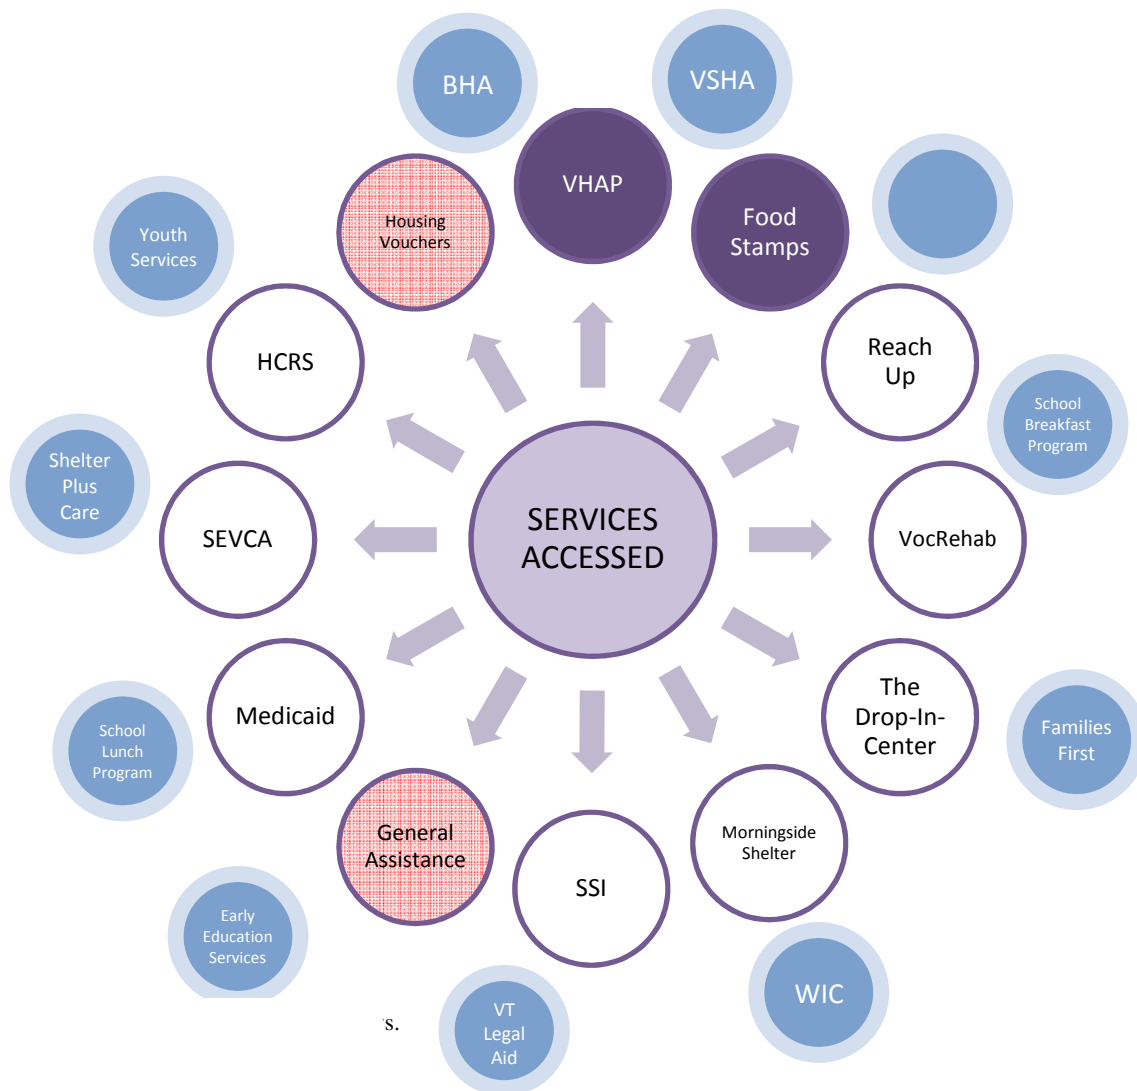 BHA
VSHA
VHAP
Food
Stamps
Housing
Vouchers
Youth
Services
HCRS
Reach
Up
School
Breakfast
Program
Shelter
Plus
Care
SEVCA
SERVICES
ACCESSED
VocRehab
Medicaid
The
Drop-In-
Center
School
Lunch
Program
Families
First
General
Assistance
Morningside
Shelter
SSI
Early
Education
Services
WIC
VT
Legal
Aid
s.